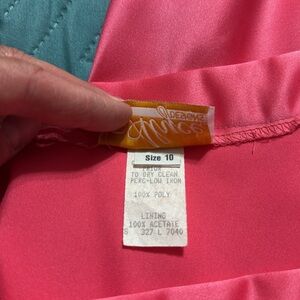 Size 10
TO DRY CLEAN
PERC-LOW IRON
100% POLY
LINING
100% ACETATE
S 327 L 7040